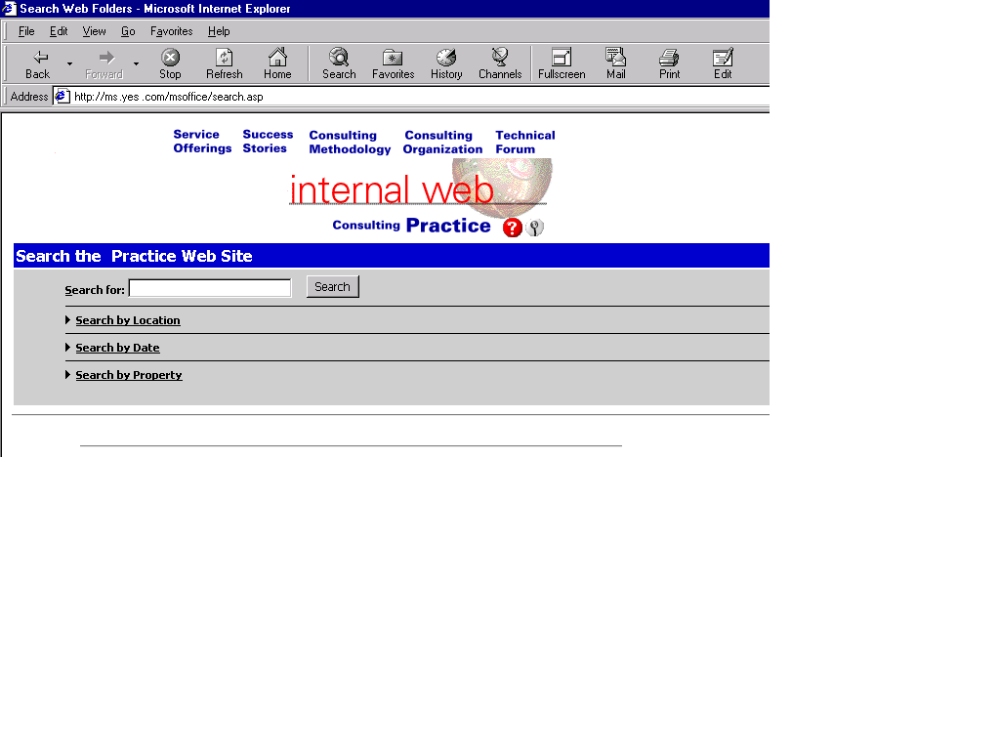 Search Web Folders - Microsoft Internet Explorer
File Edit View Go Favorites Help
Back Forward Stop Refresh Home Search Favorites History Channels Fullscreen Mail Print Edit
Address http://ms.yes .com/msoffice/search.asp
Service Success Consulting Consulting Technical
Offerings Stories Methodology Organization Forum
internal web
Consulting Practice ?
Search the Practice Web Site
Search for: Search
Search by Location
Search by Date
Search by Property